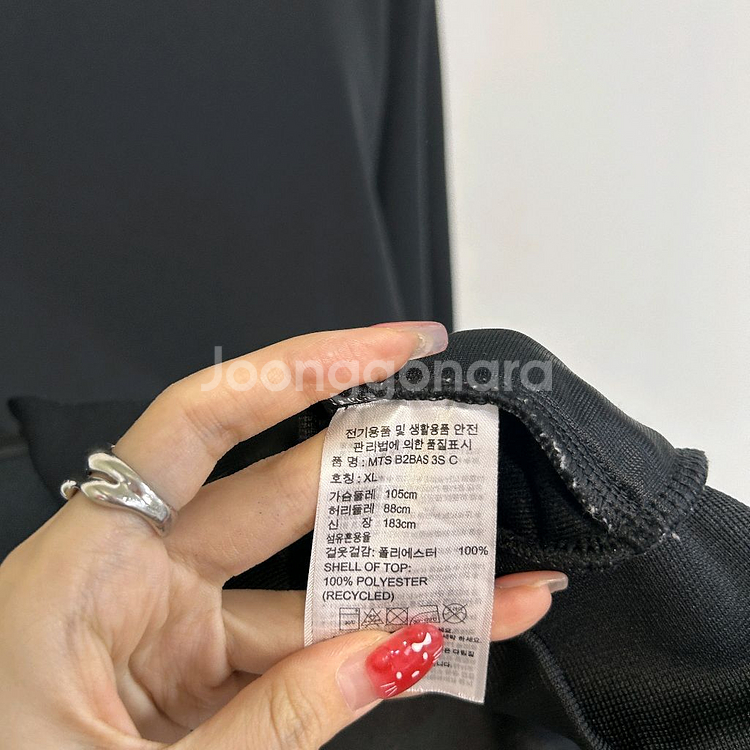 Joonggonara
전기용품 및 생활용품 안전
관리법에 의한 품질표시
품 명 : MTS B2BAS 3S C
호칭 : XL
가슴둘레 105cm
허리둘레 88cm
신 장 183cm
섬유혼용율
겉옷겉감: 폴리에스터 100%
SHELL OF TOP:
100% POLYESTER
(RECYCLED)